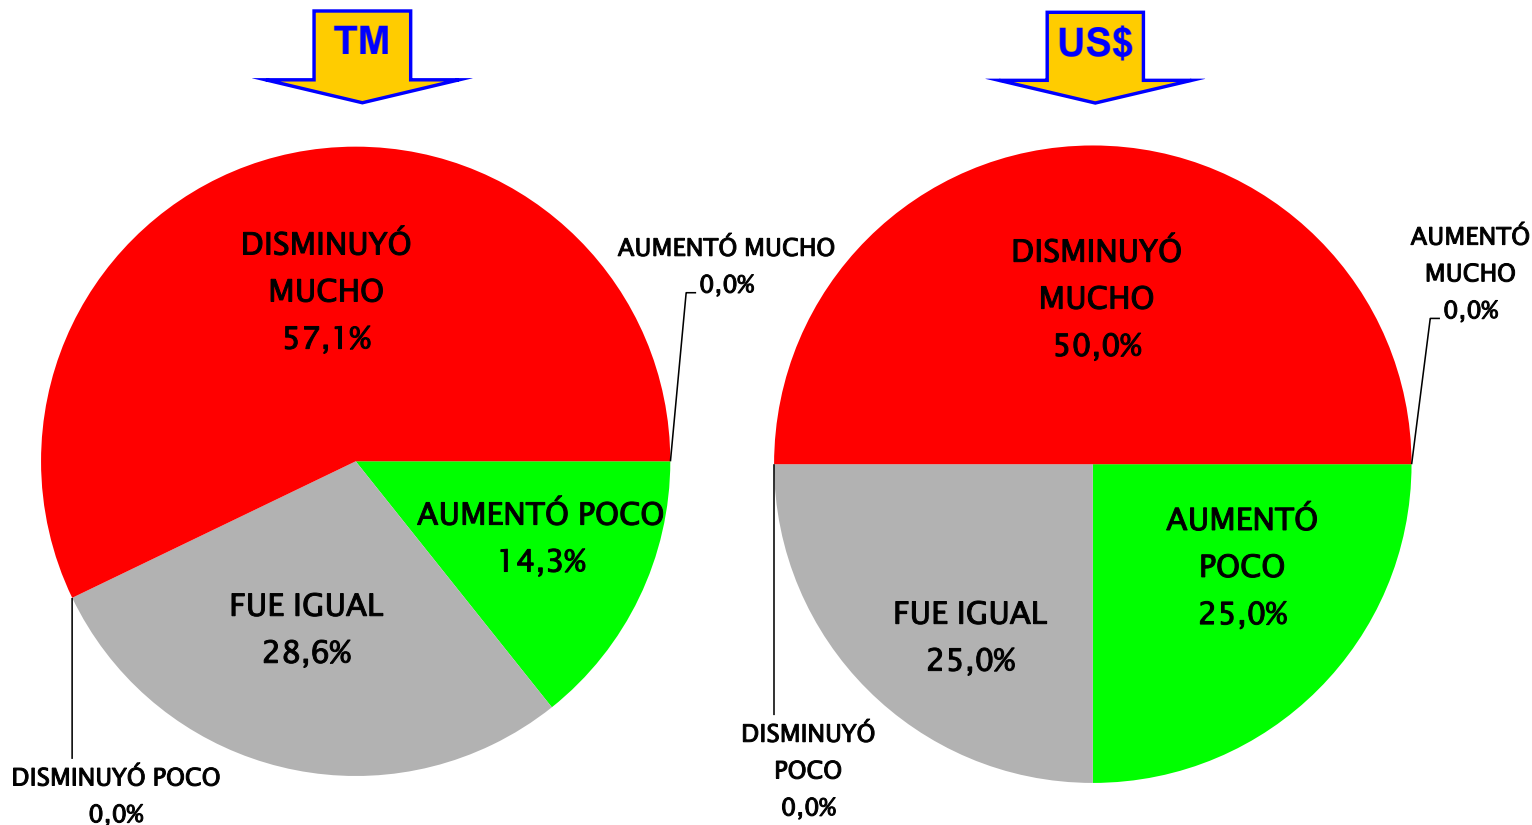 TM
DISMINUYÓ
MUCHO
57,1%
AUMENTÓ MUCHO
0,0%
AUMENTÓ POCO
14,3%
FUE IGUAL
28,6%
DISMINUYÓ POCO
0,0%
US$
DISMINUYÓ
MUCHO
50,0%
AUMENTÓ
MUCHO
0,0%
AUMENTÓ
POCO
25,0%
FUE IGUAL
25,0%
DISMINUYÓ
POCO
0,0%